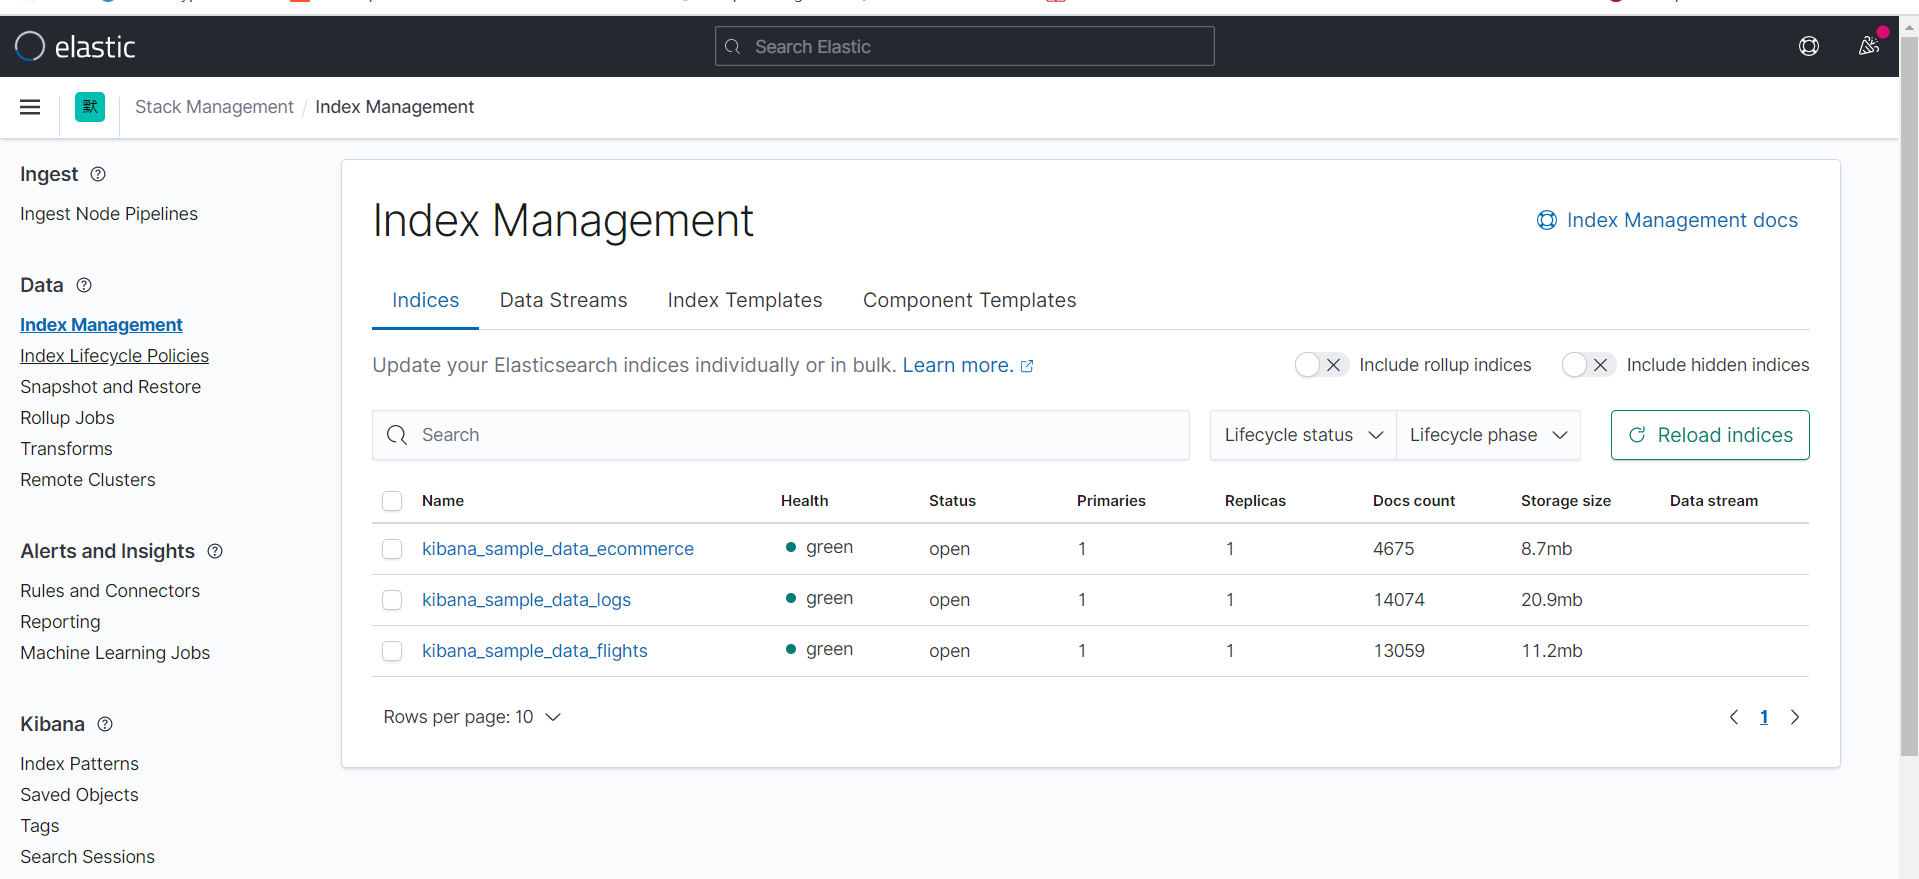 elastic
Search Elastic
默
Stack Management / Index Management
Ingest
Ingest Node Pipelines
Data
Index Management
Index Lifecycle Policies
Snapshot and Restore
Rollup Jobs
Transforms
Remote Clusters
Alerts and Insights
Rules and Connectors
Reporting
Machine Learning Jobs
Kibana
Index Patterns
Saved Objects
Tags
Search Sessions
Index Management
Index Management docs
Indices Data Streams Index Templates Component Templates
Update your Elasticsearch indices individually or in bulk. Learn more.
Include rollup indices
Include hidden indices
Search
Lifecycle status
Lifecycle phase
Reload indices
Name Health Status Primaries Replicas Docs count Storage size Data stream
kibana_sample_data_ecommerce green open 1 1 4675 8.7mb
kibana_sample_data_logs green open 1 1 14074 20.9mb
kibana_sample_data_flights green open 1 1 13059 11.2mb
Rows per page: 10
1